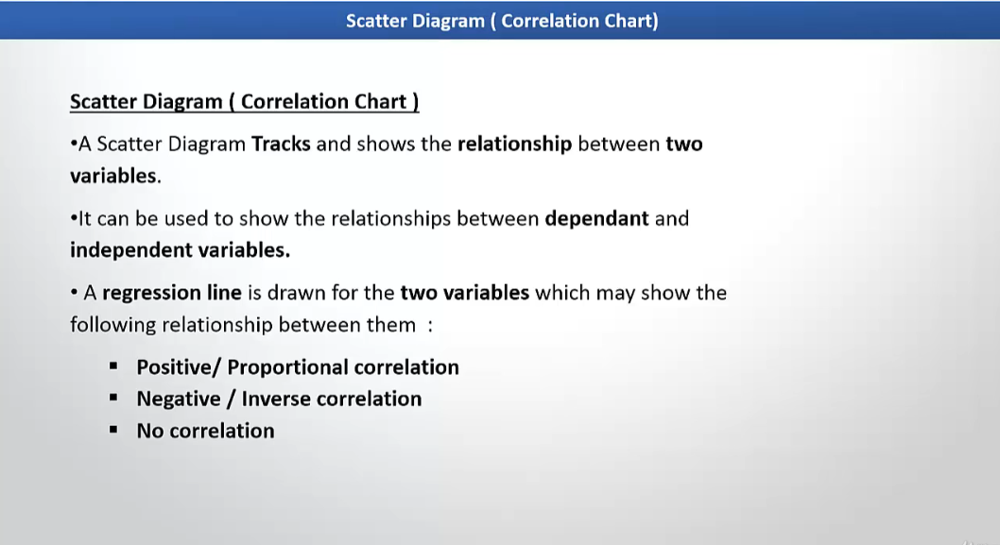 Scatter Diagram ( Correlation Chart)
Scatter Diagram ( Correlation Chart )
•A Scatter Diagram Tracks and shows the relationship between two
variables.
•It can be used to show the relationships between dependant and
independent variables.
• A regression line is drawn for the two variables which may show the
following relationship between them :
▪ Positive/ Proportional correlation
▪ Negative / Inverse correlation
▪ No correlation